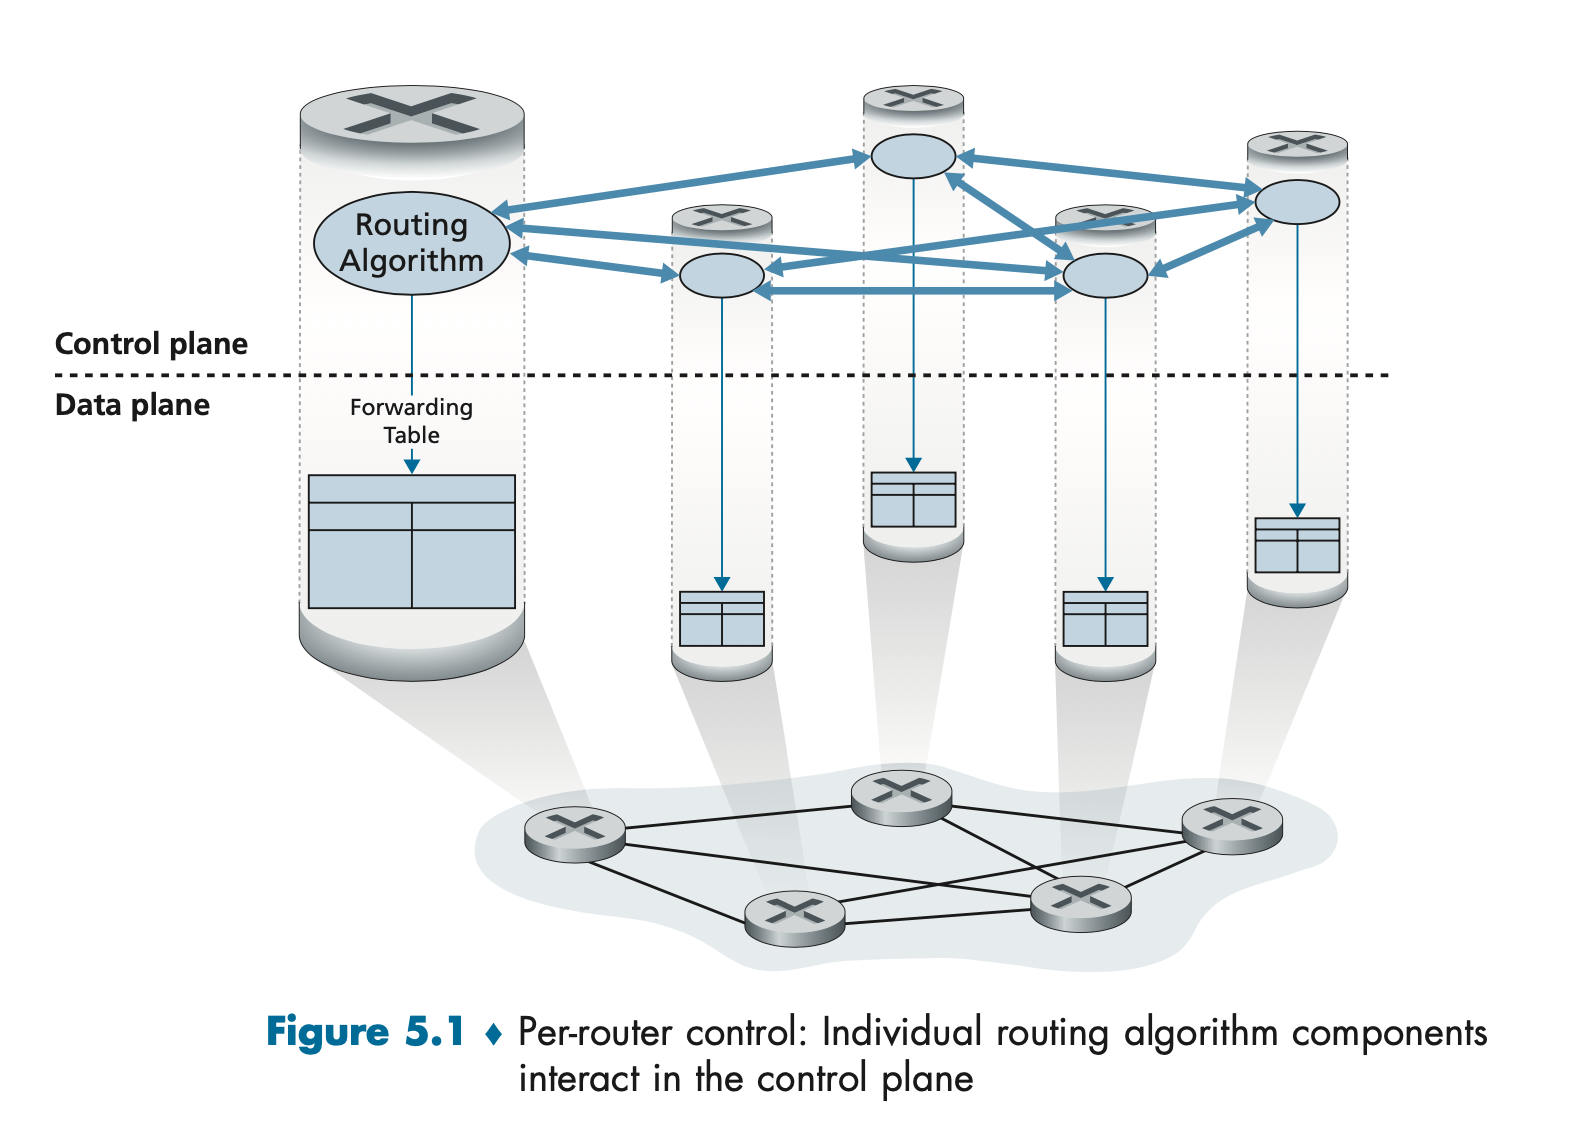 Routing
Algorithm
Control plane
Data plane
Forwarding
Table
Figure 5.1 ♦ Per-router control: Individual routing algorithm components
interact in the control plane